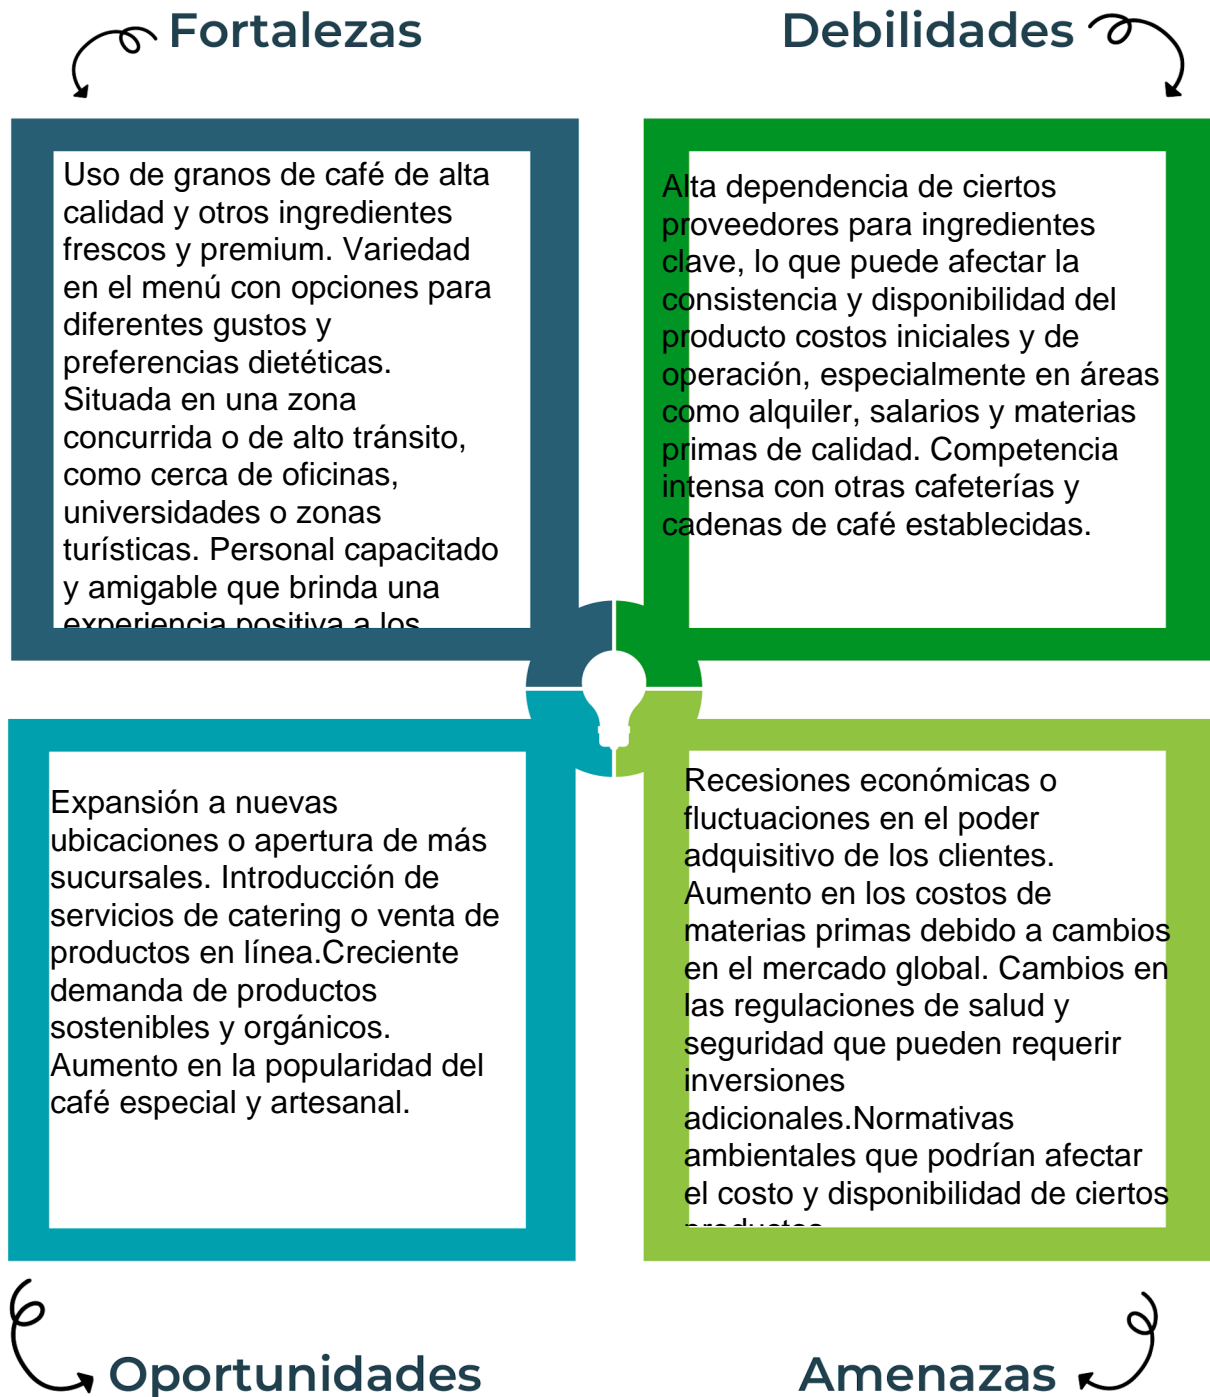 Fortalezas
Uso de granos de café de alta
calidad y otros ingredientes
frescos y premium. Variedad
en el menú con opciones para
diferentes gustos y
preferencias dietéticas.
Situada en una zona
concurrida o de alto tránsito,
como cerca de oficinas,
universidades o zonas
turísticas. Personal capacitado
y amigable que brinda una
experiencia positiva a los
Debilidades
Alta dependencia de ciertos
proveedores para ingredientes
clave, lo que puede afectar la
consistencia y disponibilidad del
producto costos iniciales y de
operación, especialmente en áreas
como alquiler, salarios y materias
primas de calidad. Competencia
intensa con otras cafeterías y
cadenas de café establecidas.
Expansión a nuevas
ubicaciones o apertura de más
sucursales. Introducción de
servicios de catering o venta de
productos en línea.Creciente
demanda de productos
sostenibles y orgánicos.
Aumento en la popularidad del
café especial y artesanal.
Oportunidades
Recesiones económicas o
fluctuaciones en el poder
adquisitivo de los clientes.
Aumento en los costos de
materias primas debido a cambios
en el mercado global. Cambios en
las regulaciones de salud y
seguridad que pueden requerir
inversiones
adicionales.Normativas
ambientales que podrían afectar
el costo y disponibilidad de ciertos
Amenazas